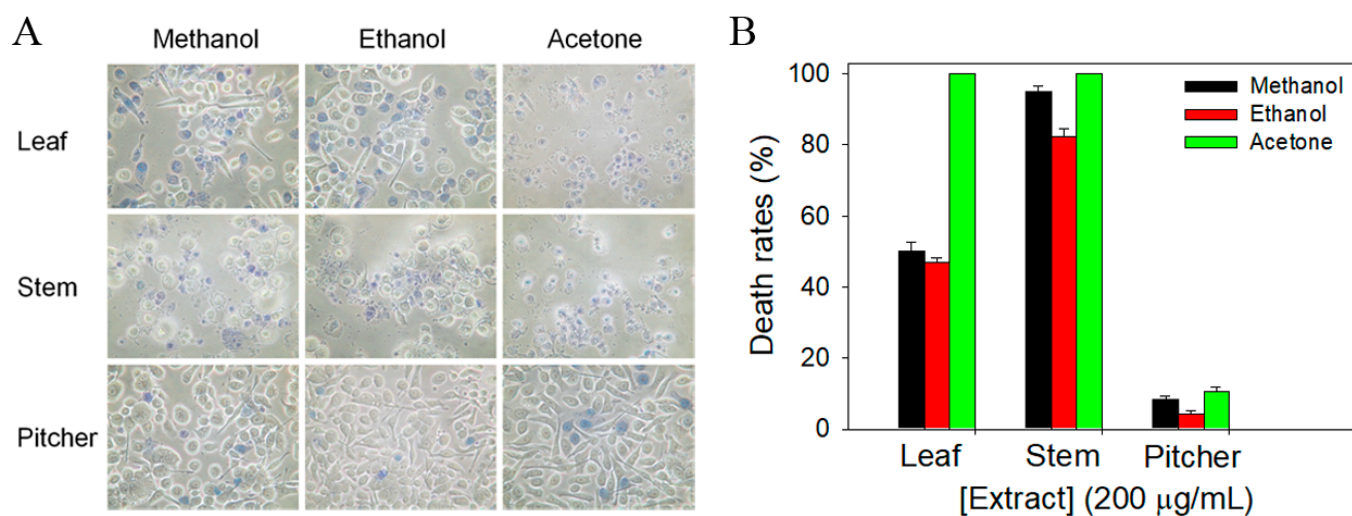 A
Methanol Ethanol Acetone
Leaf
Stem
Pitcher
B
100
80
60
40
20
0
Death rates (%)
Methanol
Ethanol
Acetone
Leaf Stem Pitcher
[Extract] (200 μg/mL)